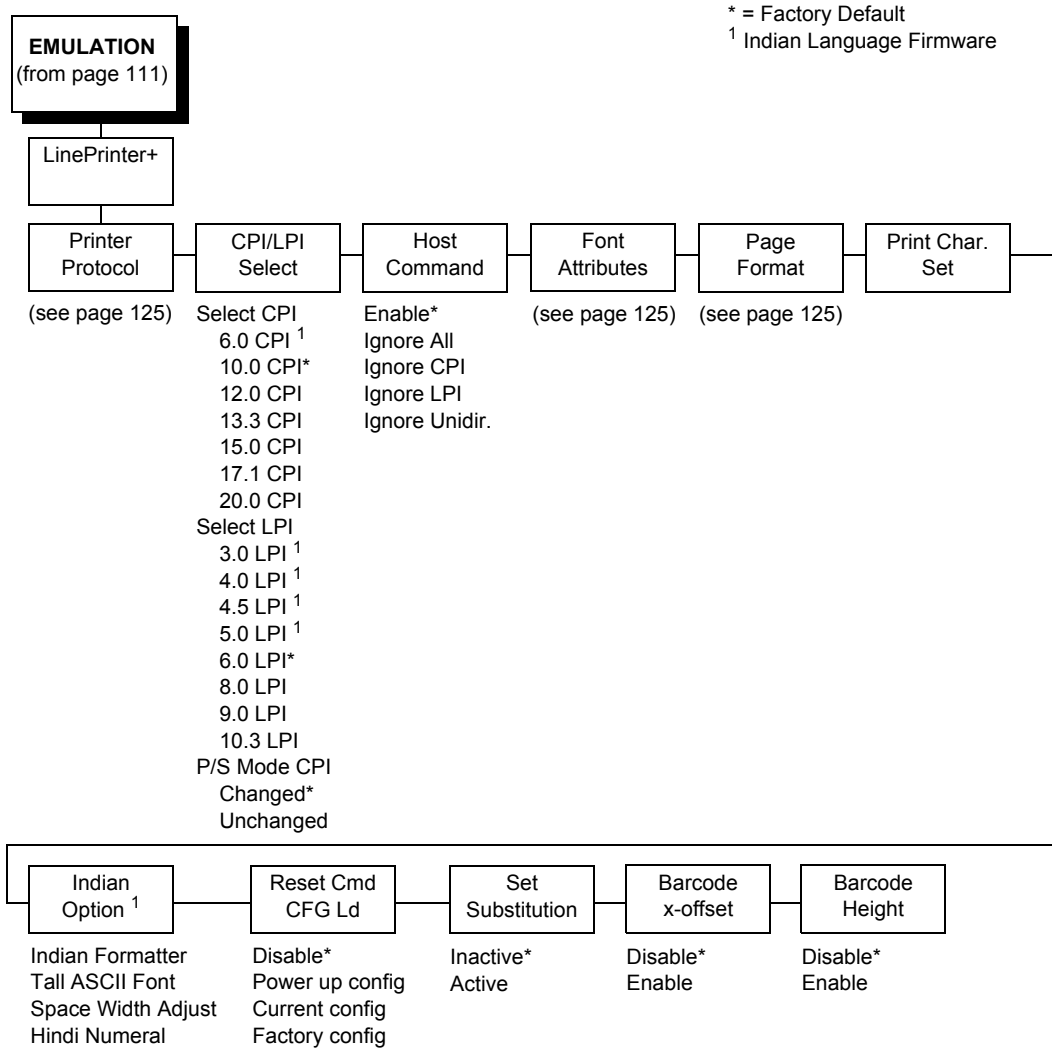 * = Factory Default
1 Indian Language Firmware
EMULATION
(from page 111)
LinePrinter+
Printer
Protocol
(see page 125)
CPI/LPI
Select
Select CPI
6.0 CPI 1
10.0 CPI*
12.0 CPI
13.3 CPI
15.0 CPI
17.1 CPI
20.0 CPI
Select LPI
3.0 LPI 1
4.0 LPI 1
4.5 LPI 1
5.0 LPI 1
6.0 LPI*
8.0 LPI
9.0 LPI
10.3 LPI
P/S Mode CPI
Changed*
Unchanged
Host
Command
Enable*
Ignore All
Ignore CPI
Ignore LPI
Ignore Unidir.
Font
Attributes
(see page 125)
Page
Format
(see page 125)
Print Char.
Set
Indian
Option 1
Indian Formatter
Tall ASCII Font
Space Width Adjust
Hindi Numeral
Reset Cmd
CFG Ld
Disable*
Power up config
Current config
Factory config
Set
Substitution
Inactive*
Active
Barcode
x-offset
Disable*
Enable
Barcode
Height
Disable*
Enable